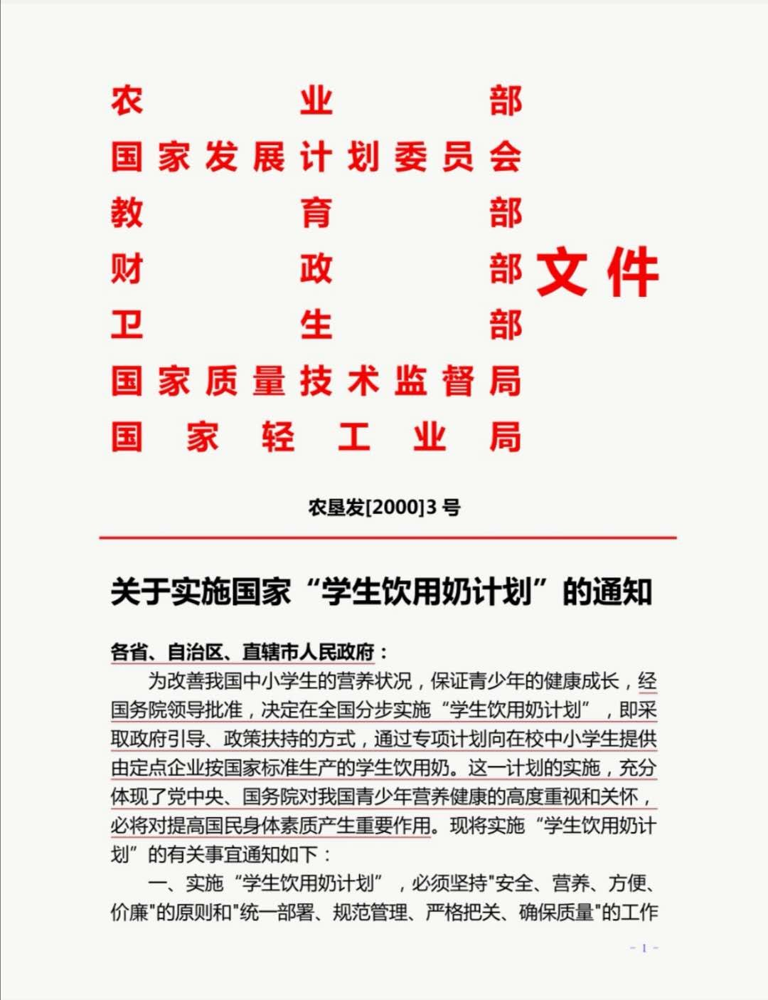 农业部
国家发展计划委员会
教育部
财政部
卫生部
国家质量技术监督局
国家轻工业局
文件
农垦发[2000]3 号
关于实施国家“学生饮用奶计划”的通知
各省、自治区、直辖市人民政府：
为改善我国中小学生的营养状况，保证青少年的健康成长，经
国务院领导批准，决定在全国分步实施“学生饮用奶计划”，即采
取政府引导、政策扶持的方式，通过专项计划向在校中小学生提供
由定点企业按国家标准生产的学生饮用奶。这一计划的实施，充分
体现了党中央、国务院对我国青少年营养健康的高度重视和关怀，
必将对提高国民身体素质产生重要作用。现将实施“学生饮用奶计
划”的有关事宜通知如下：
一、实施“学生饮用奶计划”，必须坚持"安全、营养、方便、
价廉"的原则和"统一部署、规范管理、严格把关、确保质量"的工作
- 1 -